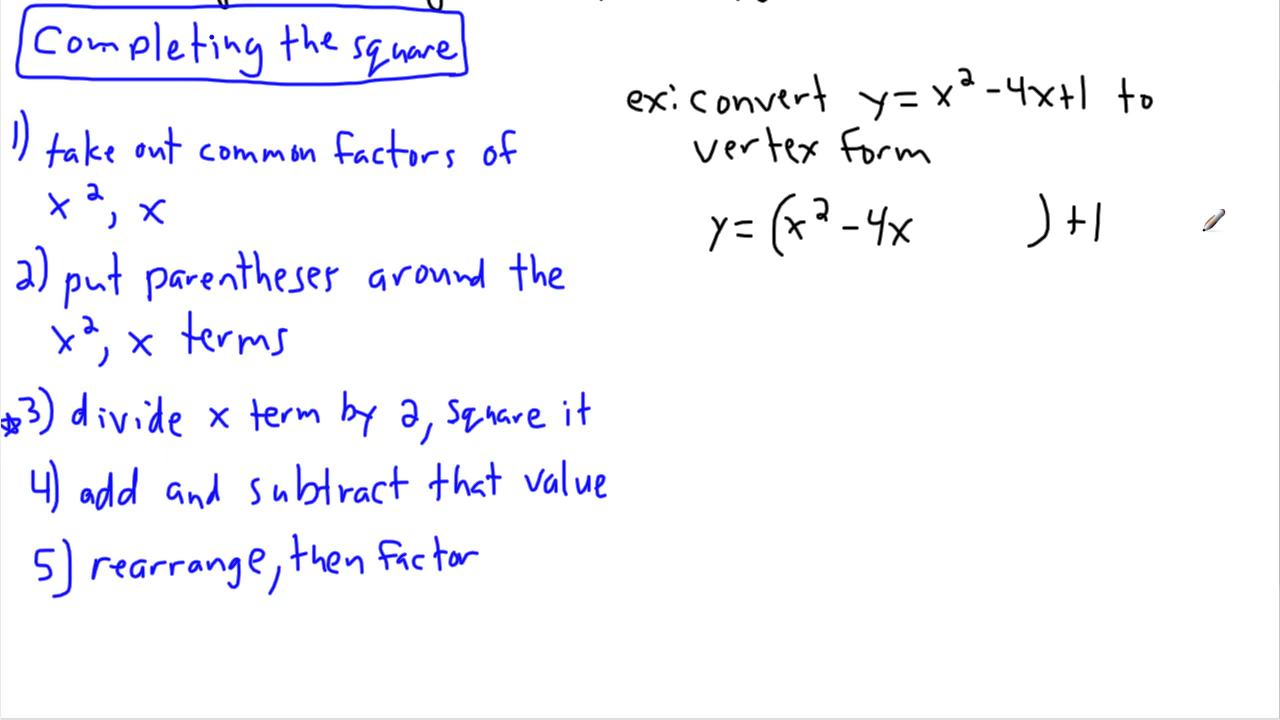 Completing the square
1) take out common factors of
x², x
2) put parentheses around the
x², x terms
*3) divide x term by 2, square it
4) add and subtract that value
5) rearrange, then factor
ex: convert y = x² - 4x + 1 to
vertex form
y = (x² - 4x ) + 1